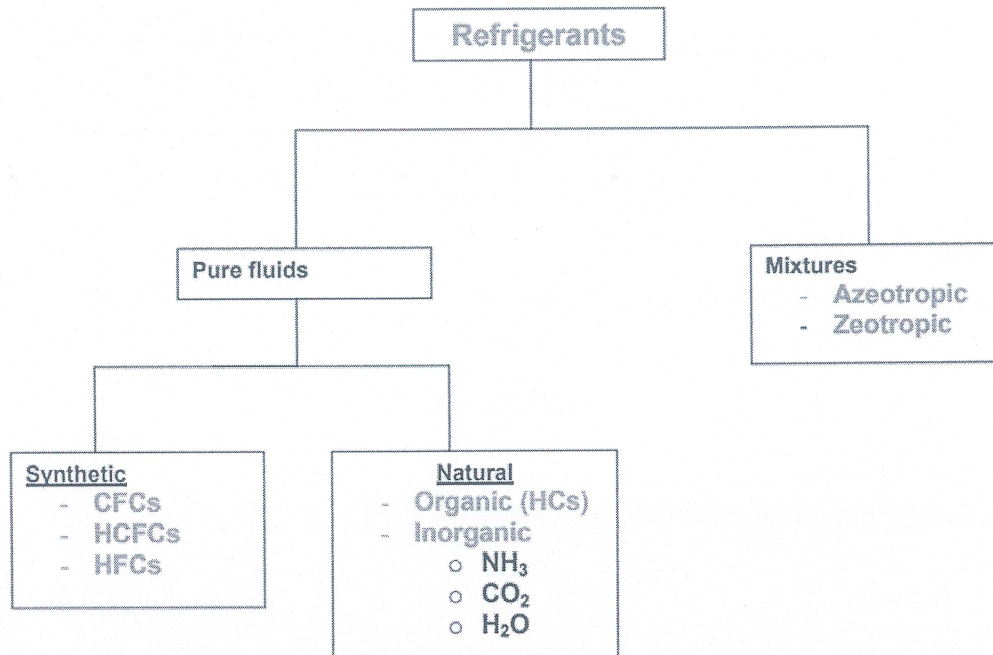 Refrigerants
Pure fluids
Mixtures
- Azeotropic
- Zeotropic
Synthetic
- CFCs
- HCFCs
- HFCs
Natural
- Organic (HCs)
- Inorganic
o NH₃
o CO₂
o H₂O